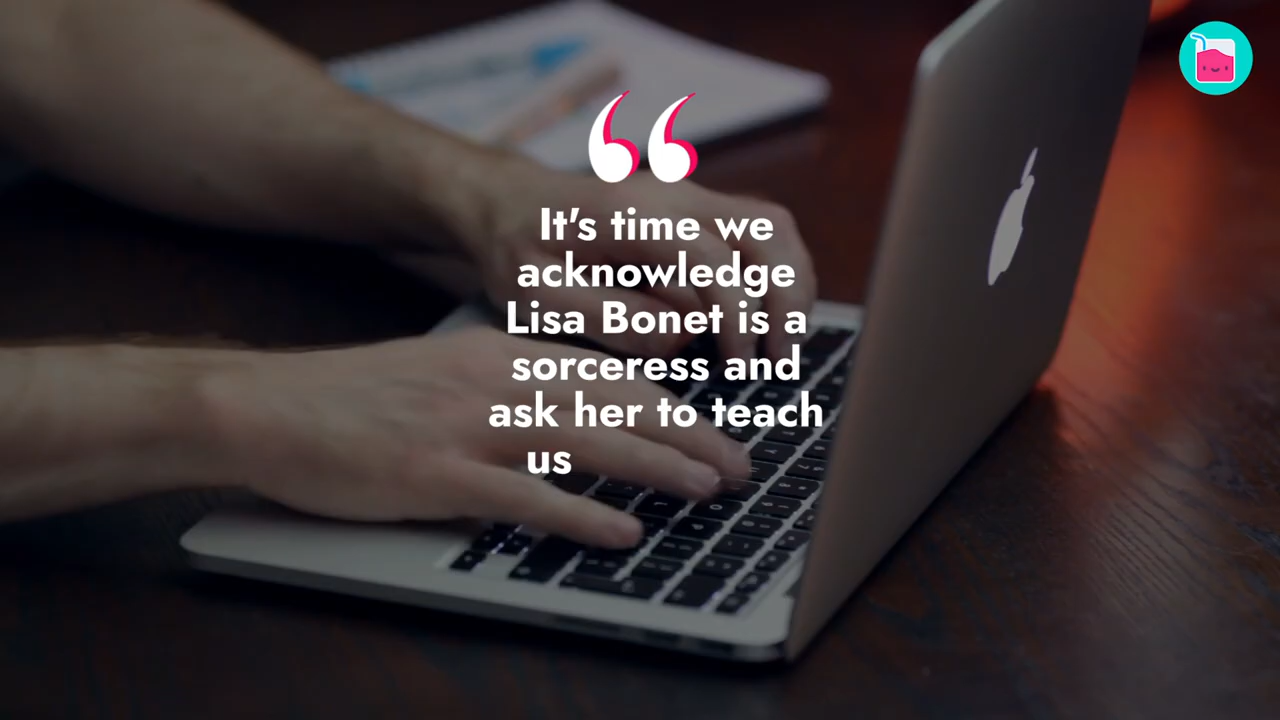 It's time we
acknowledge
Lisa Bonet is a
sorceress and
ask her to teach
us